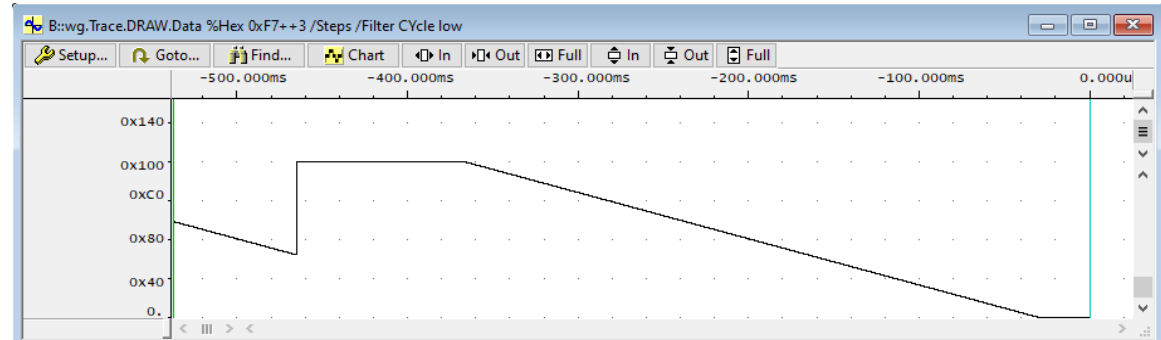 B::wg.Trace.DRAW.Data %Hex 0xF7++3 /Steps /Filter CYcle low
Setup... Goto... Find... Chart In Out Full In Out Full
-500.000ms -400.000ms -300.000ms -200.000ms -100.000ms 0.000u
0x140
0x100
0xC0
0x80
0x40
0.